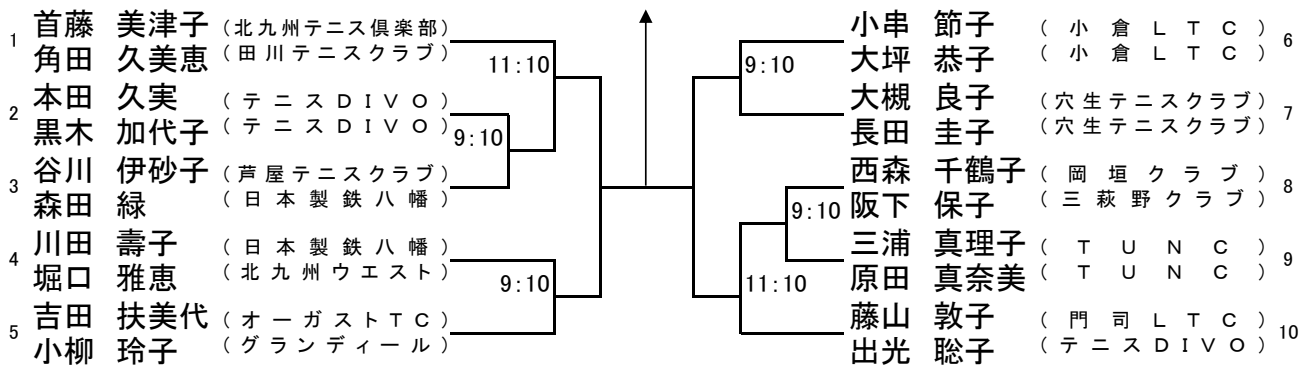 1
首藤 美津子 (北九州テニス倶楽部)
角田 久美恵 (田川テニスクラブ)
11:10
2
本田 久実 (テニスDIVO)
黒木 加代子 (テニスDIVO)
9:10
3
谷川 伊砂子 (芦屋テニスクラブ)
森田 緑 (日本製鉄八幡)
4
川田 壽子 (日本製鉄八幡)
堀口 雅恵 (北九州ウエスト)
9:10
5
吉田 扶美代 (オーガストTC)
小柳 玲子 (グランディール)
小串 節子 (小倉LTC)
大坪 恭子 (小倉LTC)
6
9:10
大槻 良子 (穴生テニスクラブ)
長田 圭子 (穴生テニスクラブ)
7
西森 千鶴子 (岡垣クラブ)
阪下 保子 (三萩野クラブ)
8
9:10
三浦 真理子 (TUNC)
原田 真奈美 (TUNC)
9
11:10
藤山 敦子 (門司LTC)
出光 聡子 (テニスDIVO)
10